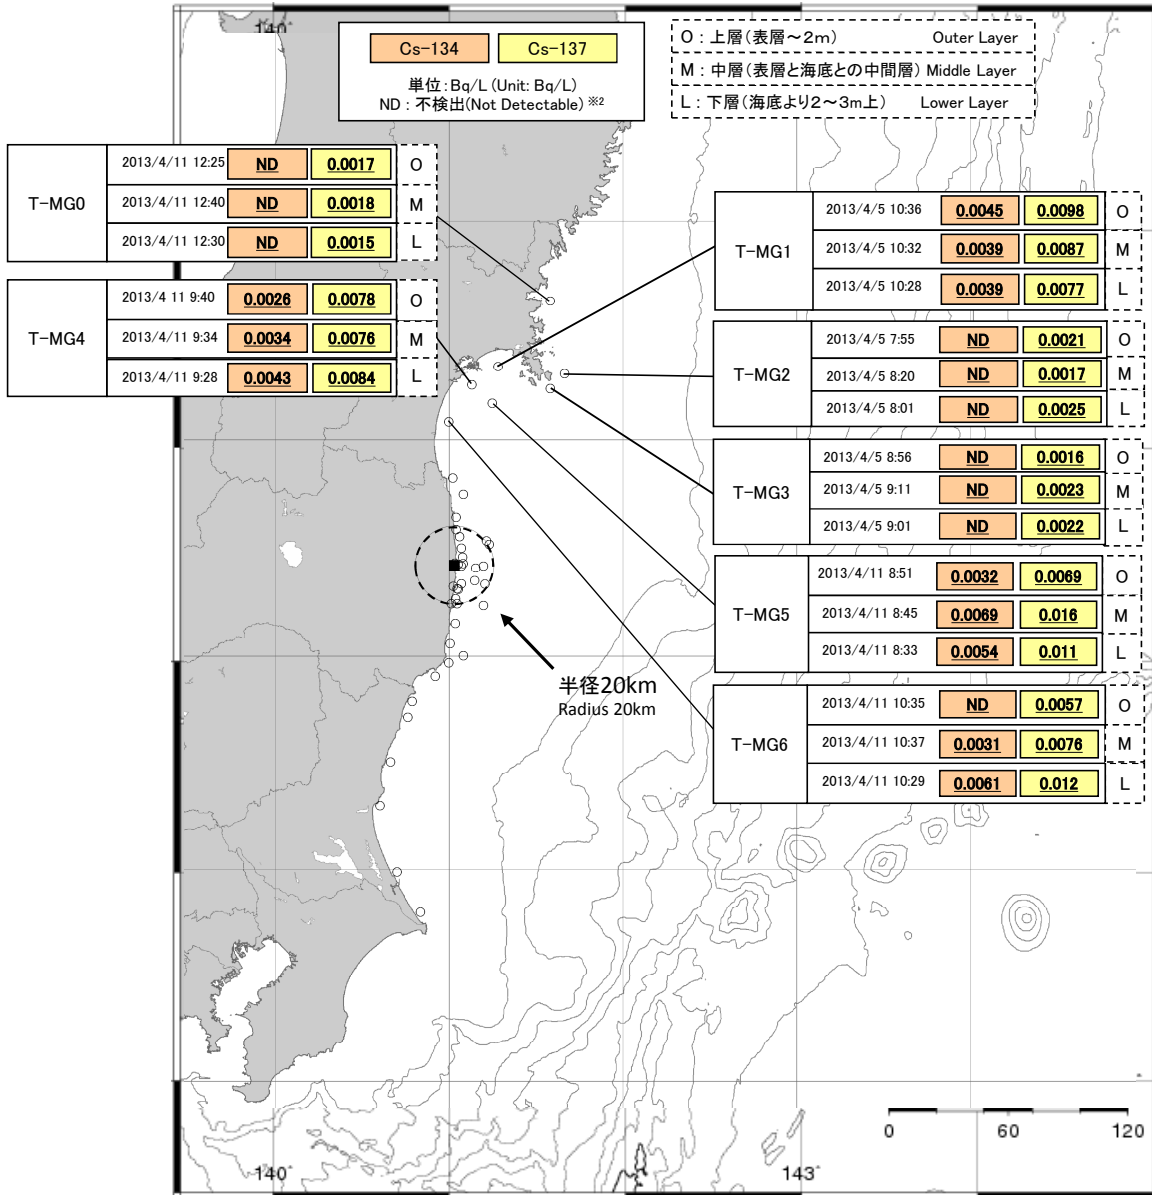 140°
Cs-134 Cs-137
単位:Bq/L (Unit: Bq/L)
ND : 不検出(Not Detectable) ※2
O : 上層(表層～2m) Outer Layer
M : 中層(表層と海底との中間層) Middle Layer
L : 下層(海底より2～3m上) Lower Layer
T-MG0
2013/4/11 12:25 ND 0.0017 O
2013/4/11 12:40 ND 0.0018 M
2013/4/11 12:30 ND 0.0015 L
T-MG4
2013/4 11 9:40 0.0026 0.0078 O
2013/4/11 9:34 0.0034 0.0076 M
2013/4/11 9:28 0.0043 0.0084 L
T-MG1
2013/4/5 10:36 0.0045 0.0098 O
2013/4/5 10:32 0.0039 0.0087 M
2013/4/5 10:28 0.0039 0.0077 L
T-MG2
2013/4/5 7:55 ND 0.0021 O
2013/4/5 8:20 ND 0.0017 M
2013/4/5 8:01 ND 0.0025 L
T-MG3
2013/4/5 8:56 ND 0.0016 O
2013/4/5 9:11 ND 0.0023 M
2013/4/5 9:01 ND 0.0022 L
T-MG5
2013/4/11 8:51 0.0032 0.0069 O
2013/4/11 8:45 0.0069 0.016 M
2013/4/11 8:33 0.0054 0.011 L
T-MG6
2013/4/11 10:35 ND 0.0057 O
2013/4/11 10:37 0.0031 0.0076 M
2013/4/11 10:29 0.0061 0.012 L
半径20km
Radius 20km
0 60 120
140° 143°